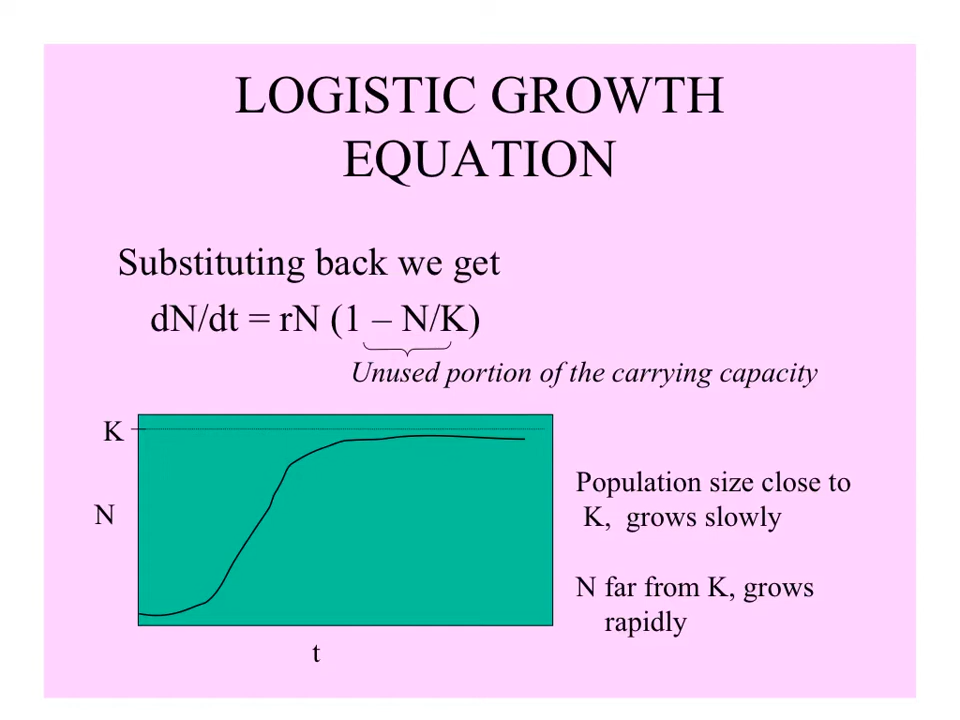 LOGISTIC GROWTH
EQUATION
Substituting back we get
dN/dt = rN (1 – N/K)
Unused portion of the carrying capacity
K
N
t
Population size close to
K, grows slowly
N far from K, grows
rapidly